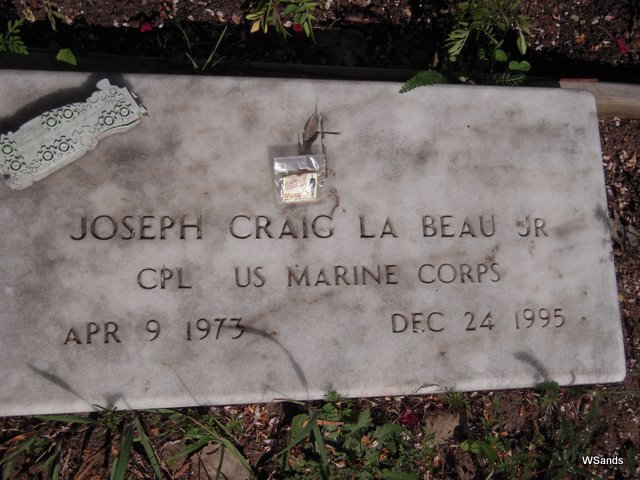 JOSEPH CRAIG LA BEAU JR
CPL US MARINE CORPS
APR 9 1973 DEC 24 1995
WSands